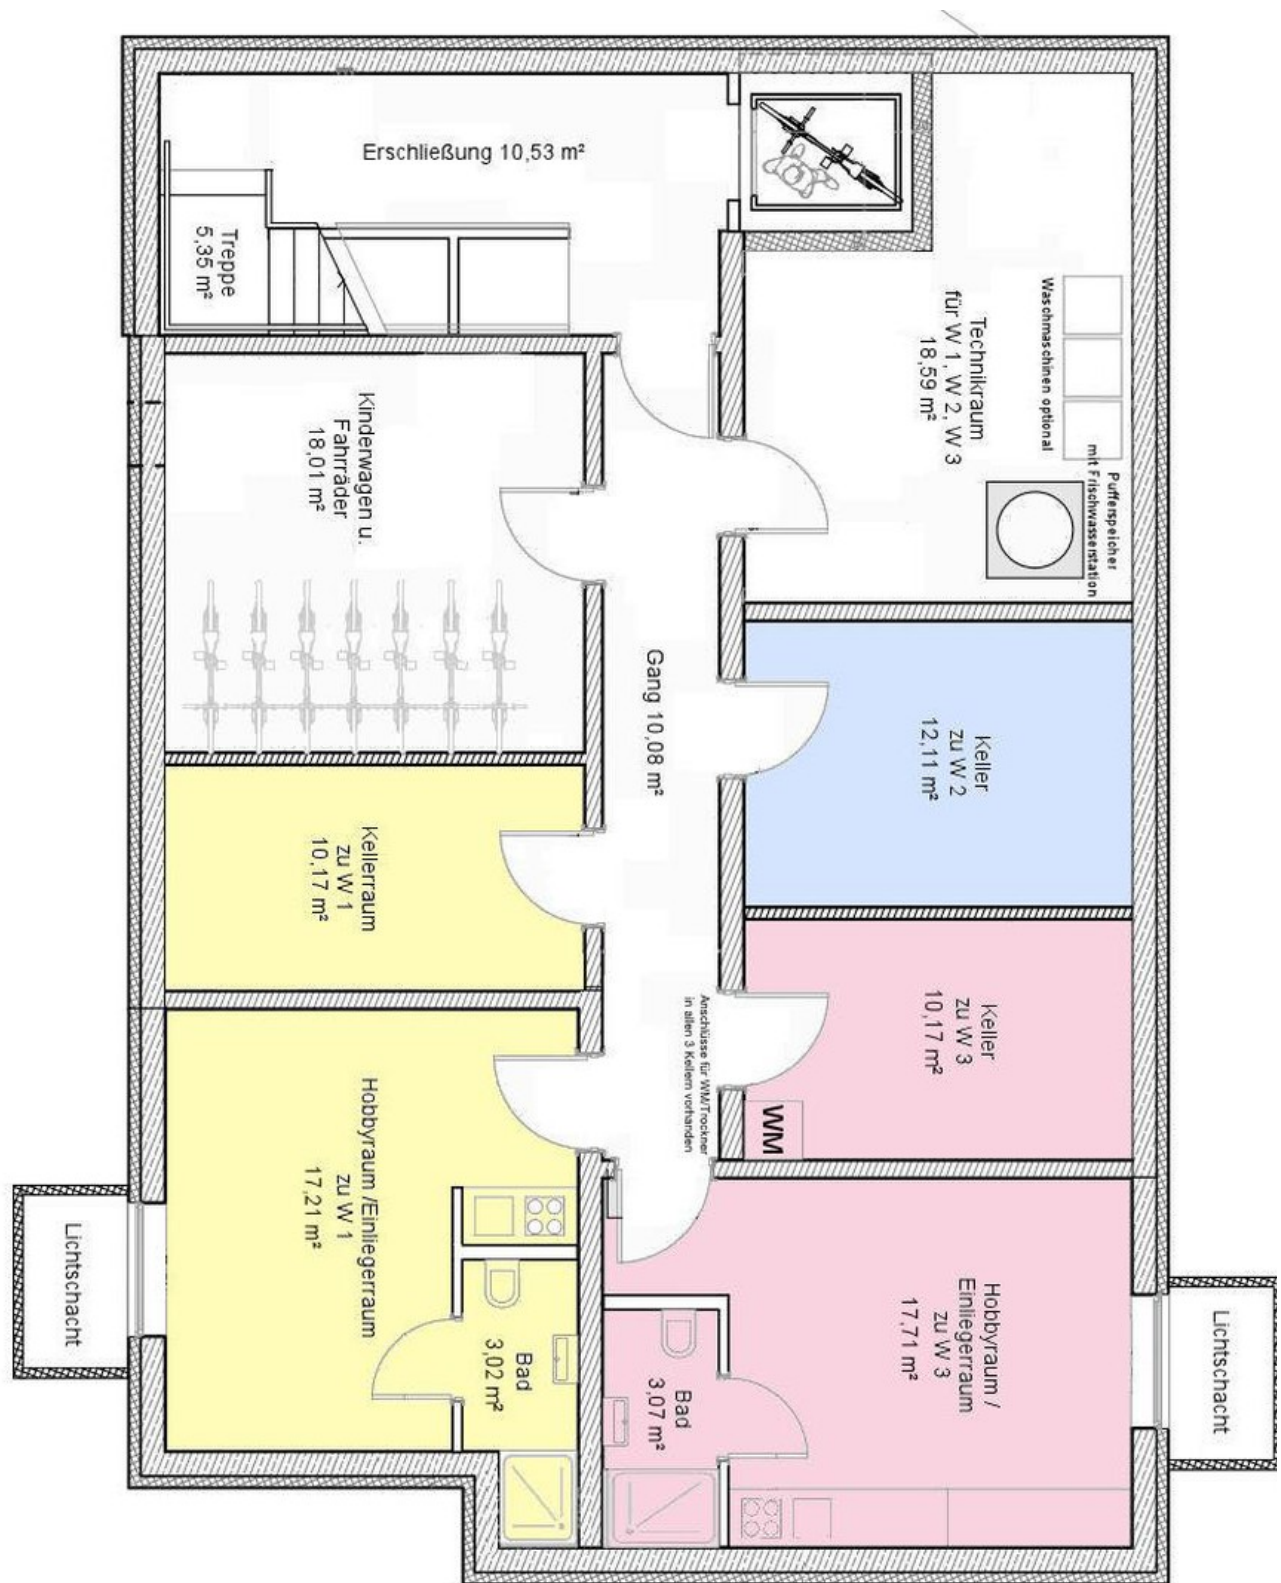 Erschließung 10,53 m²
Treppe
5,35 m²
Technikraum
für W 1, W 2, W 3
18,59 m²
Waschmaschinen optional
Pufferspeicher
mit Frischwasserstation
Kinderwagen u.
Fahrräder
18,01 m²
Gang 10,08 m²
Keller
zu W 2
12,11 m²
Kellerraum
zu W 1
10,17 m²
Keller
zu W 3
10,17 m²
Anschlüsse für WM/Trockner
in allen 3 Kellern vorhanden
WM
Hobbyraum /Einliegerraum
zu W 1
17,21 m²
Hobbyraum /
Einliegerraum
zu W 3
17,71 m²
Lichtschacht
Lichtschacht
Bad
3,02 m²
Bad
3,07 m²